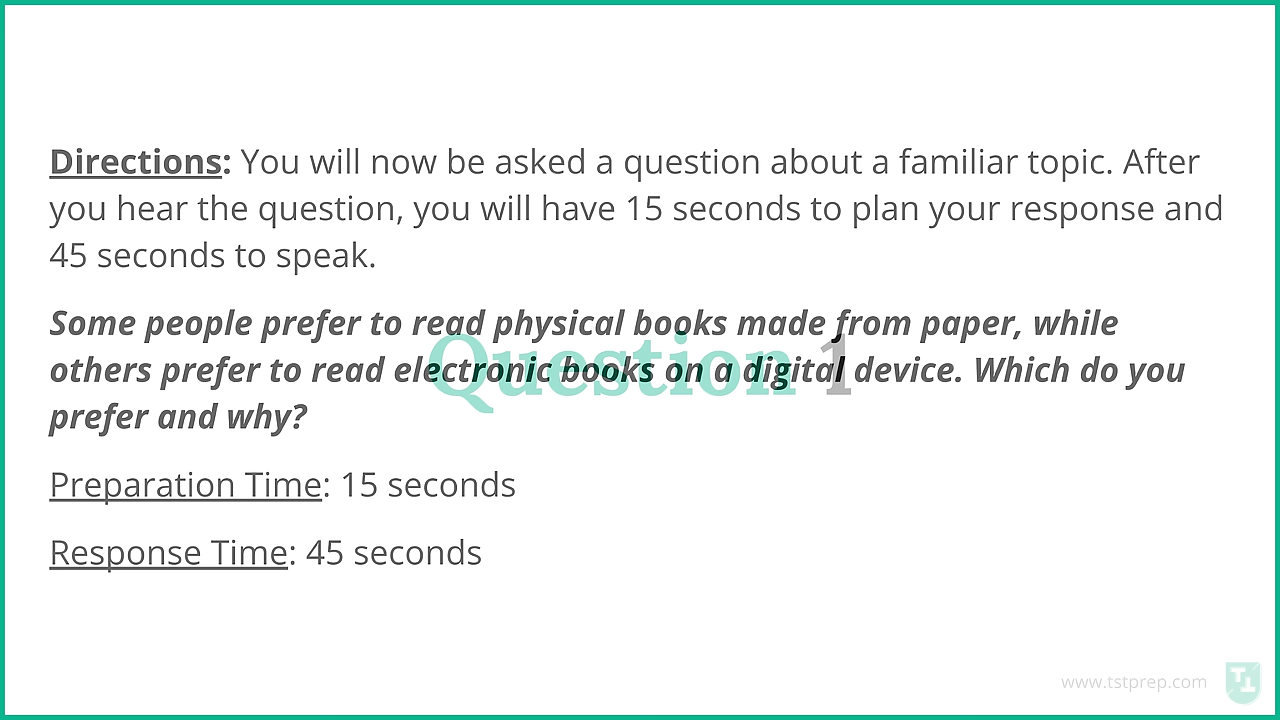 Directions: You will now be asked a question about a familiar topic. After
you hear the question, you will have 15 seconds to plan your response and
45 seconds to speak.
Some people prefer to read physical books made from paper, while
others prefer to read electronic books on a digital device. Which do you
prefer and why?
Question 1
Preparation Time: 15 seconds
Response Time: 45 seconds
www.tstprep.com